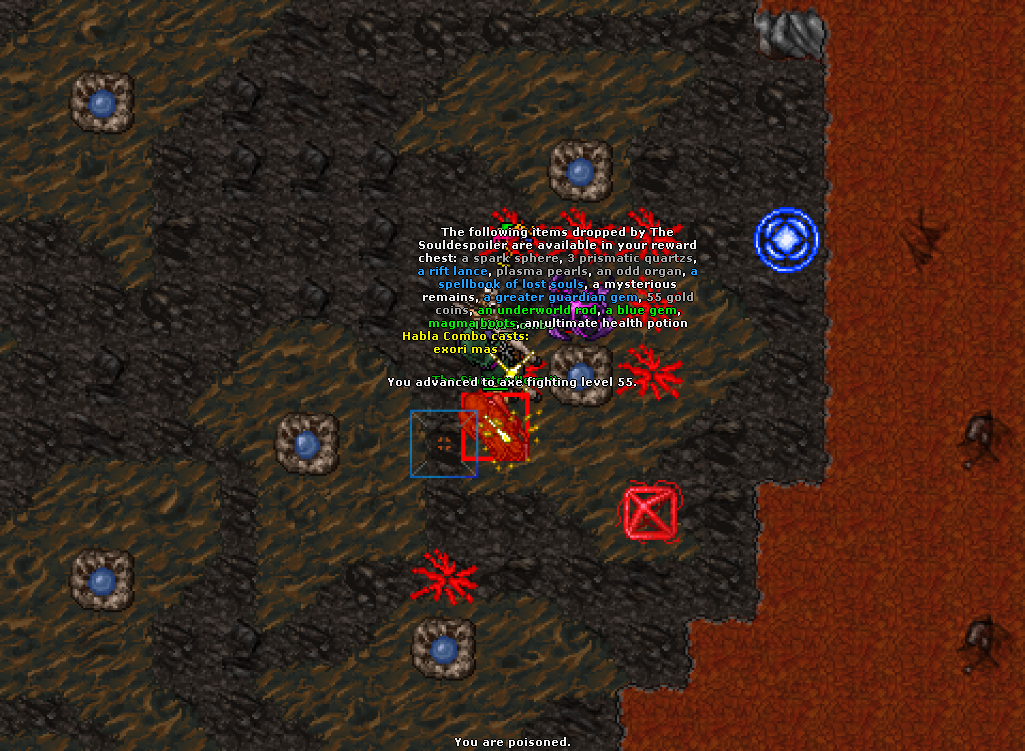 The following items dropped by The
Souldespoiler are available in your reward
chest: a spark sphere, 3 prismatic quartzs,
a rift lance, plasma pearls, an odd organ, a
spellbook of lost souls, a mysterious
remains, a greater guardian gem, 55 gold
coins, an underworld rod, a blue gem,
magma boots, an ultimate health potion
Habla Combo casts:
exori mas
You advanced to axe fighting level 55.
You are poisoned.